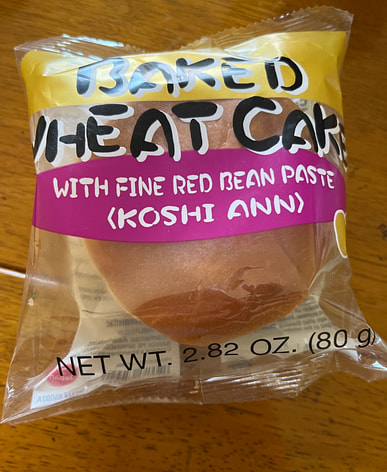 BAKED
WHEAT CAKE
WITH FINE RED BEAN PASTE
〈KOSHI ANN〉
NET WT. 2.82 OZ. (80 g)